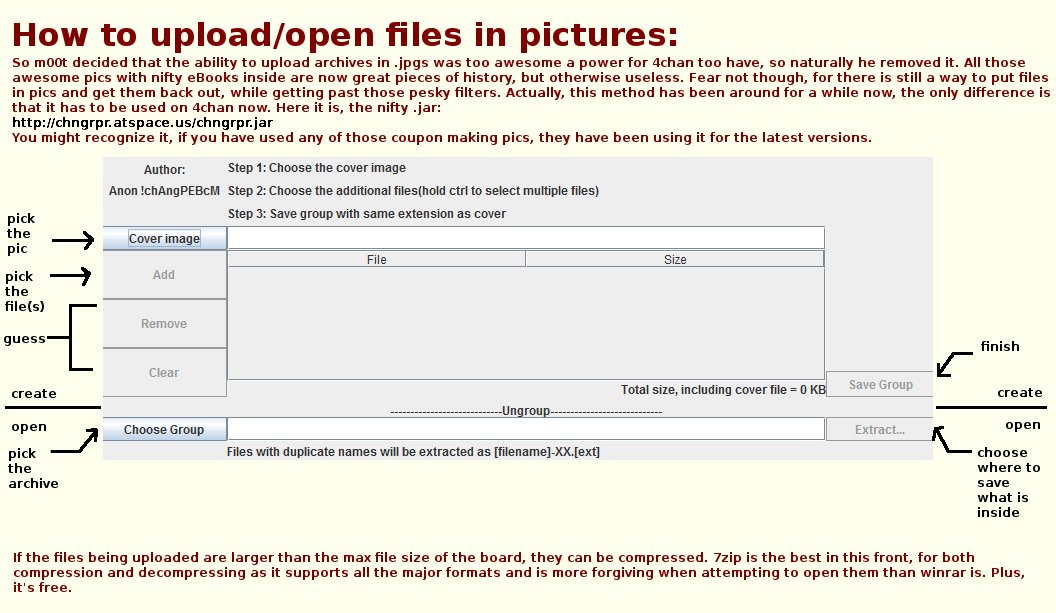 How to upload/open files in pictures:
So m00t decided that the ability to upload archives in .jpgs was too awesome a power for 4chan too have, so naturally he removed it. All those
awesome pics with nifty eBooks inside are now great pieces of history, but otherwise useless. Fear not though, for there is still a way to put files
in pics and get them back out, while getting past those pesky filters. Actually, this method has been around for a while now, the only difference is
that it has to be used on 4chan now. Here it is, the nifty .jar:
http://chngrpr.atspace.us/chngrpr.jar
You might recognize it, if you have used any of those coupon making pics, they have been using it for the latest versions.
Author:
Anon !chAngPEBcM
Step 1: Choose the cover image
Step 2: Choose the additional files(hold ctrl to select multiple files)
Step 3: Save group with same extension as cover
pick
the
pic
Cover image
File
Size
pick
the
file(s)
Add
guess
Remove
Clear
finish
Total size, including cover file = 0 KB
Save Group
create
create
----------------------------Ungroup----------------------------
open
open
Choose Group
Extract...
pick
the
archive
Files with duplicate names will be extracted as [filename]-XX.[ext]
choose
where to
save
what is
inside
If the files being uploaded are larger than the max file size of the board, they can be compressed. 7zip is the best in this front, for both
compression and decompressing as it supports all the major formats and is more forgiving when attempting to open them than winrar is. Plus,
it's free.